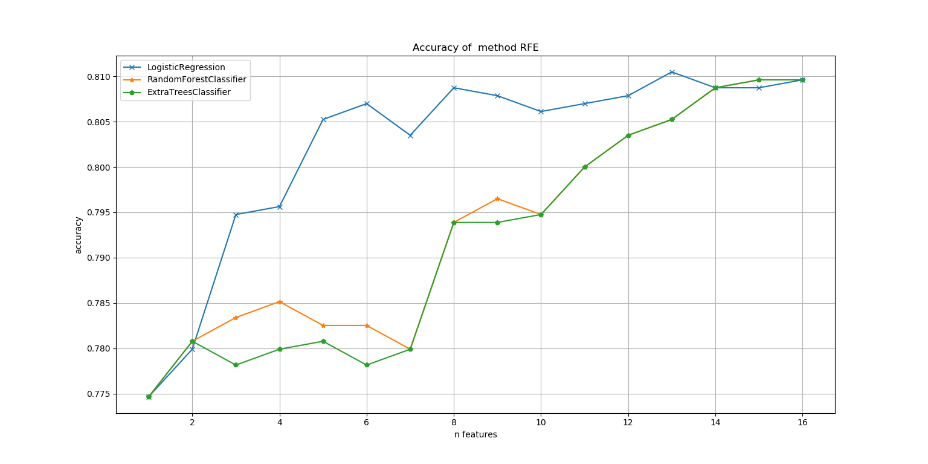 Accuracy of  method RFE
LogisticRegression
RandomForestClassifier
ExtraTreesClassifier
0.810
0.805
0.800
0.795
0.790
0.785
0.780
0.775
accuracy
2 4 6 8 10 12 14 16
n features